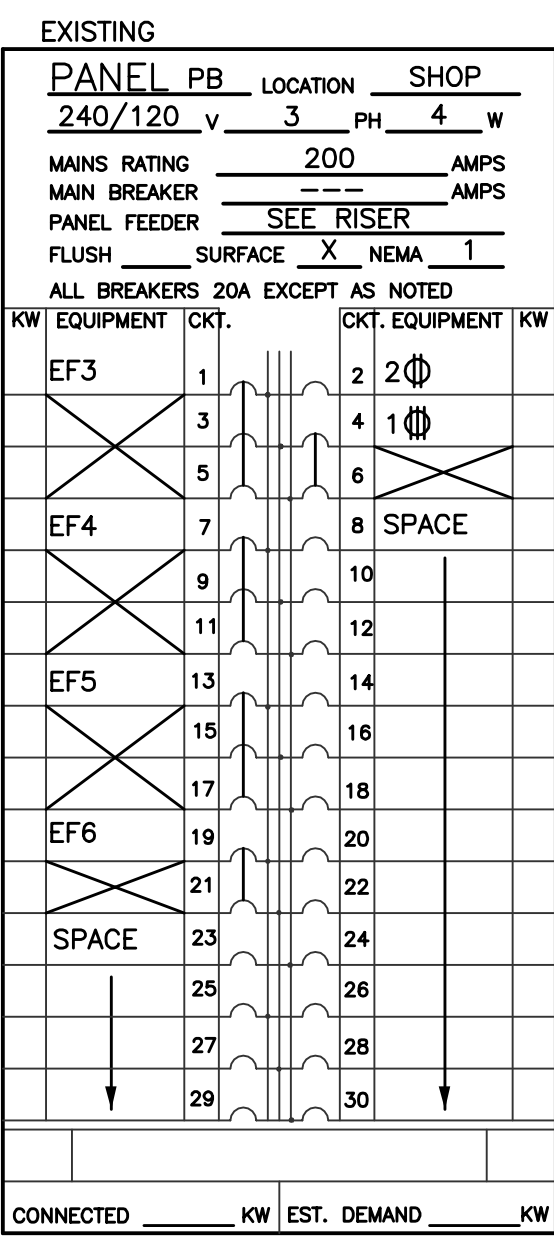 EXISTING
PANEL PB LOCATION SHOP
240/120 V 3 PH 4 W
MAINS RATING 200 AMPS
MAIN BREAKER --- AMPS
PANEL FEEDER SEE RISER
FLUSH SURFACE X NEMA 1
ALL BREAKERS 20A EXCEPT AS NOTED
KW EQUIPMENT CKT. CKT. EQUIPMENT KW
EF3 1 2 2
3 4 1
5 6
EF4 7 8 SPACE
9 10
11 12
EF5 13 14
15 16
17 18
EF6 19 20
21 22
SPACE 23 24
25 26
27 28
29 30
CONNECTED KW EST. DEMAND KW